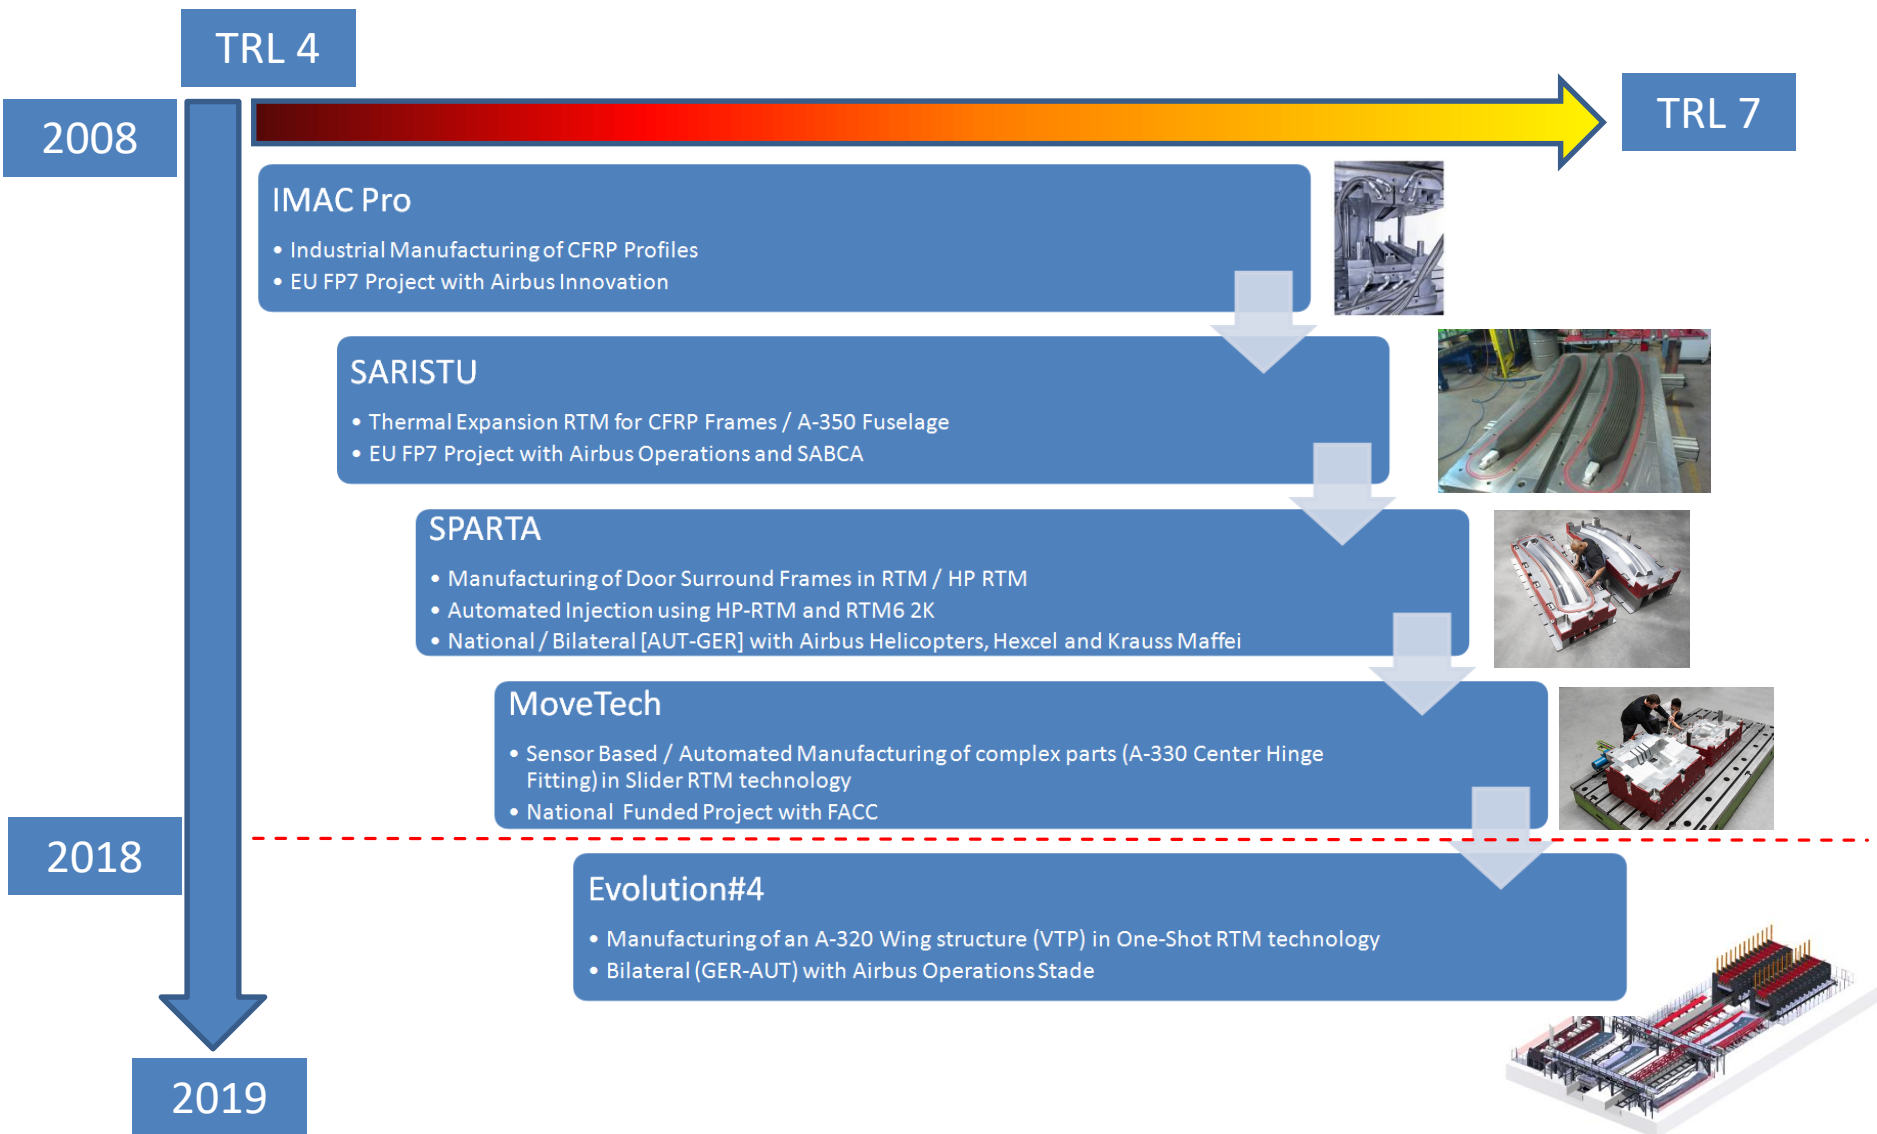 TRL 4
2008
TRL 7
IMAC Pro
• Industrial Manufacturing of CFRP Profiles
• EU FP7 Project with Airbus Innovation
SARISTU
• Thermal Expansion RTM for CFRP Frames / A-350 Fuselage
• EU FP7 Project with Airbus Operations and SABCA
SPARTA
• Manufacturing of Door Surround Frames in RTM / HP RTM
• Automated Injection using HP-RTM and RTM6 2K
• National / Bilateral [AUT-GER] with Airbus Helicopters, Hexcel and Krauss Maffei
MoveTech
• Sensor Based / Automated Manufacturing of complex parts (A-330 Center Hinge
Fitting) in Slider RTM technology
• National Funded Project with FACC
2018
Evolution#4
• Manufacturing of an A-320 Wing structure (VTP) in One-Shot RTM technology
• Bilateral (GER-AUT) with Airbus Operations Stade
2019